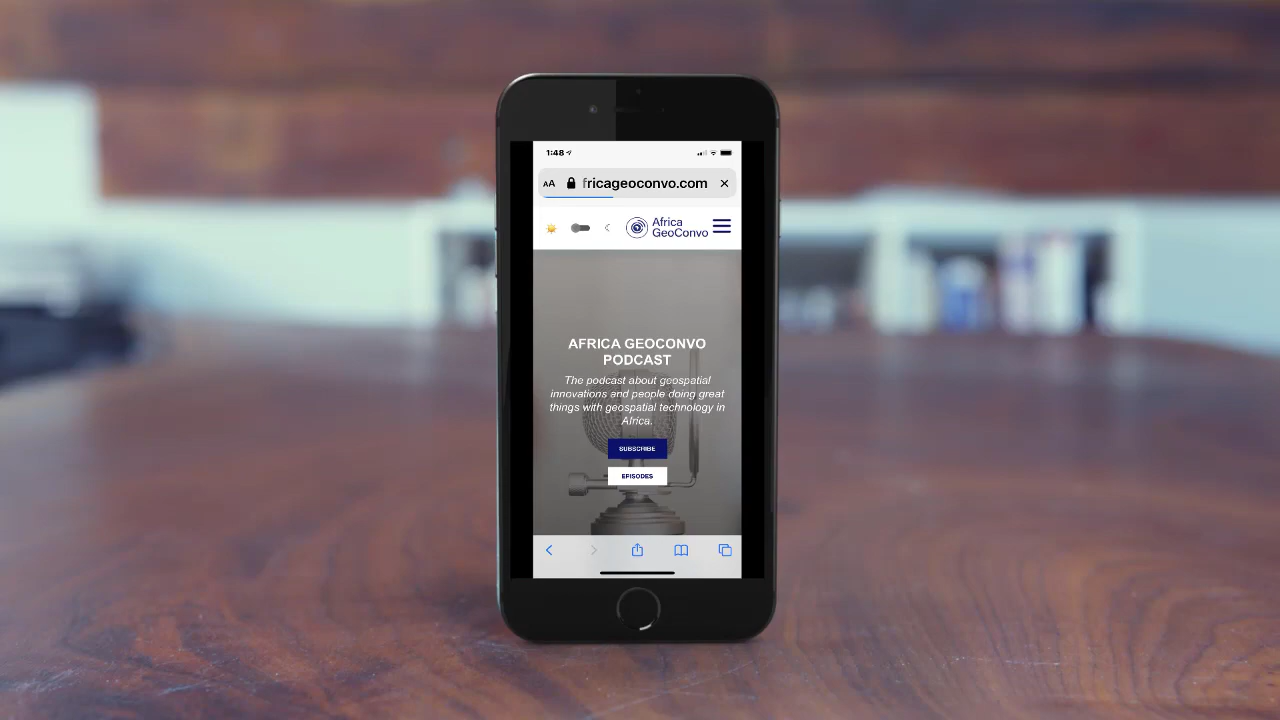 1:48
AA fricageoconvo.com
Africa
GeoConvo
AFRICA GEOCONVO
PODCAST
The podcast about geospatial
innovations and people doing great
things with geospatial technology in
Africa.
SUBSCRIBE
EPISODES